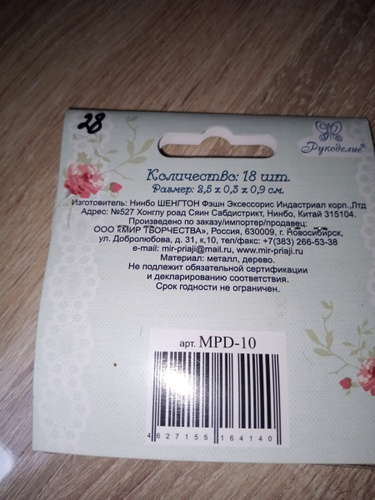 28
Рукоделие
Количество: 18 шт.
Размер: 2,5 х 0,3 х 0,9 см.
Изготовитель: Нинбо ШЕНГТОН Фэшн Эксессорис Индастриал корп.,Лтд
Адрес: №527 Хонглу роад Сяин Сабдистрикт, Нинбо, Китай 315104.
Произведено по заказу/импортер/продавец:
ООО «МИР ТВОРЧЕСТВА», Россия, 630009, г. Новосибирск,
ул. Добролюбова, д. 31, к,10, тел/факс: +7(383) 266-53-38
e-mail: mir-priaji@mail.ru, www.mir-priaji.ru
Материал: металл, дерево.
Не подлежит обязательной сертификации
и декларированию соответствия.
Срок годности не ограничен.
арт. MPD-10
4 627155 164140